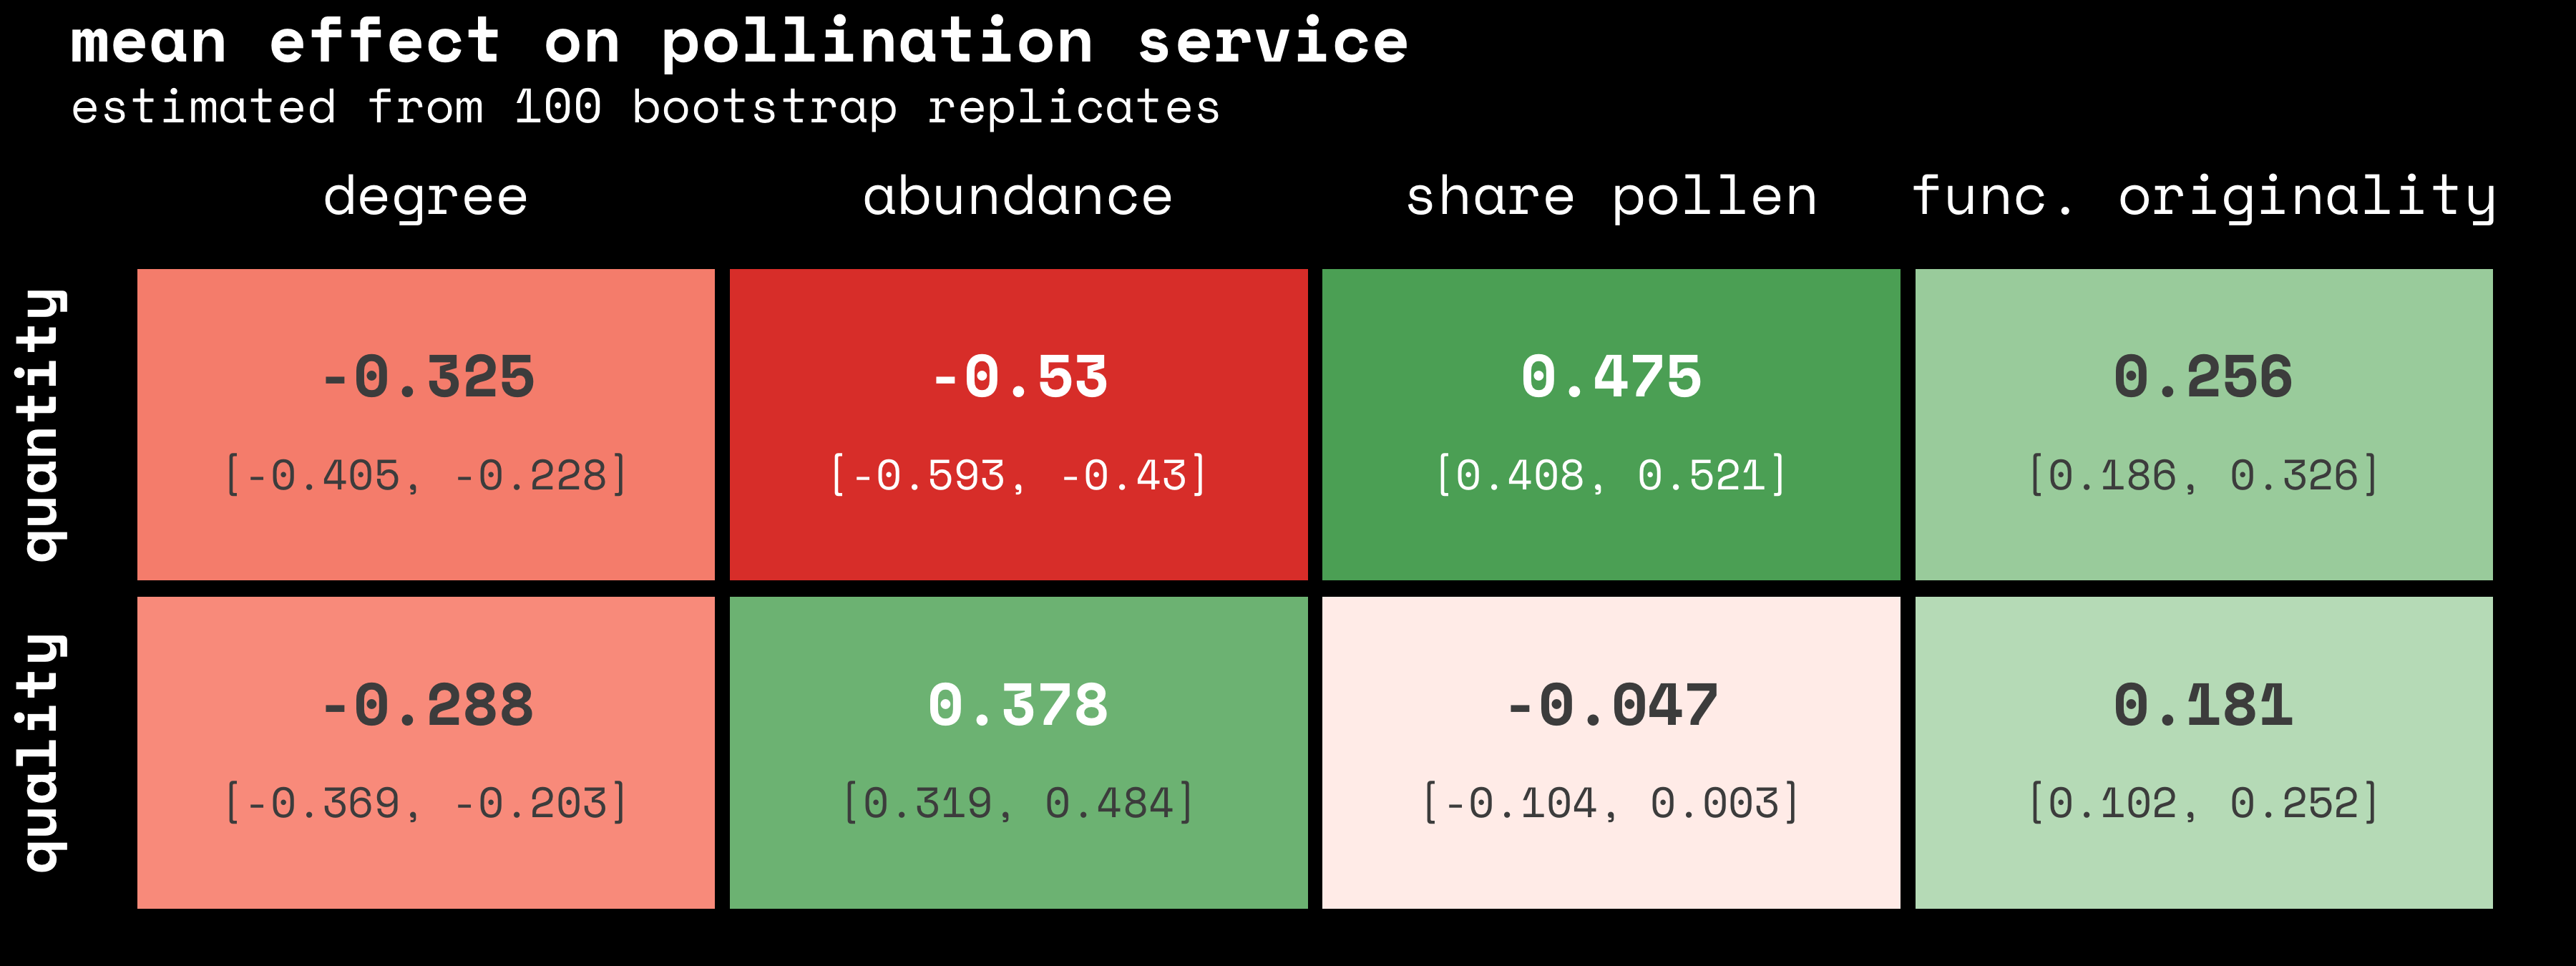 mean effect on pollination service
estimated from 100 bootstrap replicates
degree abundance share pollen func. originality
quantity
-0.325 -0.53 0.475 0.256
[-0.405, -0.228] [-0.593, -0.43] [0.408, 0.521] [0.186, 0.326]
quality
-0.288 0.378 -0.047 0.181
[-0.369, -0.203] [0.319, 0.484] [-0.104, 0.003] [0.102, 0.252]